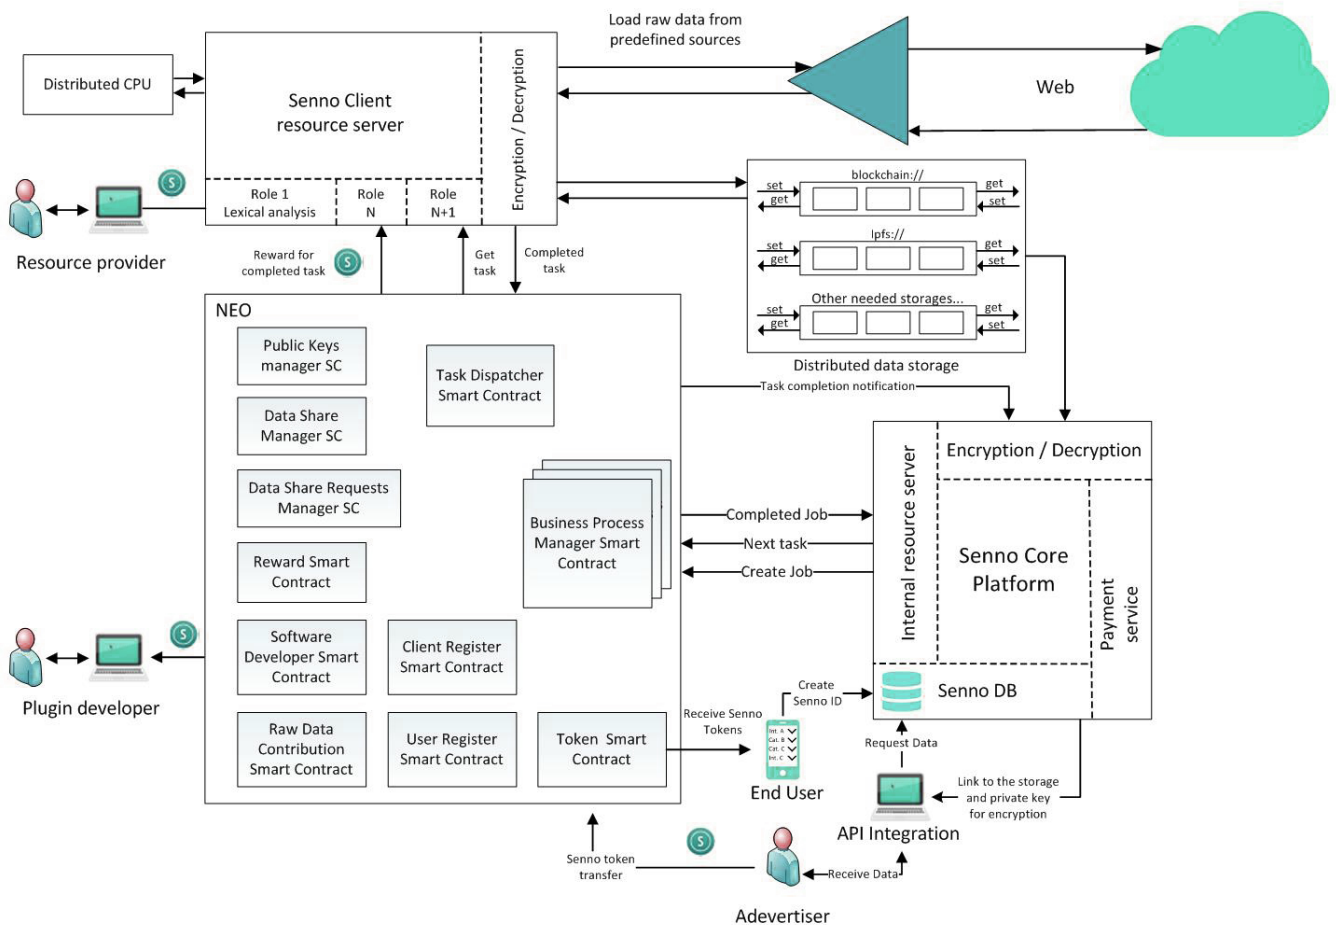 Load raw data from
predefined sources
Distributed CPU
Senno Client
resource server
Encryption / Decryption
Web
Role 1
Lexical analysis
Role
N
Role
N+1
S
Resource provider
Reward for
completed task
S
Get
task
Completed
task
blockchain://
set
get
get
set
Ipfs://
set
get
get
set
Other needed storages...
set
get
get
set
Distributed data storage
NEO
Public Keys
manager SC
Task Dispatcher
Smart Contract
Data Share
Manager SC
Data Share Requests
Manager SC
Business Process
Manager Smart
Contract
Reward Smart
Contract
Software
Developer Smart
Contract
Client Register
Smart Contract
Raw Data
Contribution
Smart Contract
User Register
Smart Contract
Token Smart
Contract
Task completion notification
Completed Job
Next task
Create Job
Internal resource server
Encryption / Decryption
Senno Core
Platform
Payment
service
Senno DB
S
Plugin developer
Receive Senno
Tokens
Create
Senno ID
Int. A
Cat. B
Cat. C
Int. C
End User
Request Data
Link to the storage
and private key
for encryption
API Integration
S
Senno token
transfer
Receive Data
Adevertiser